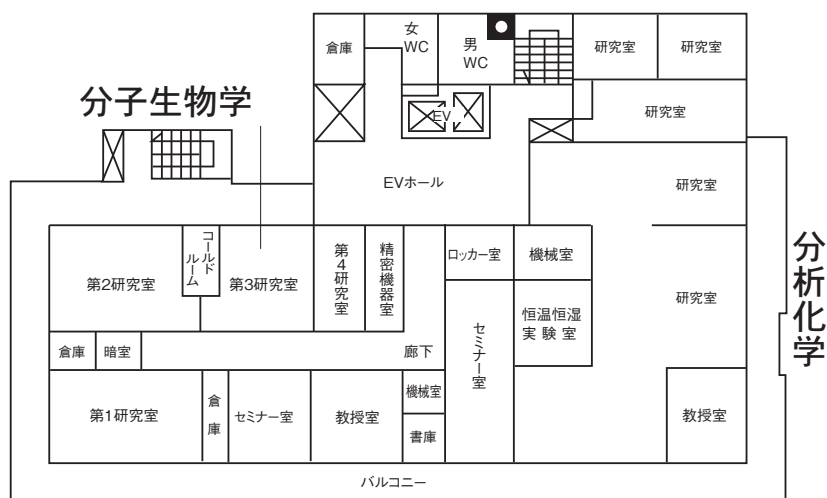 女
WC
男
WC
倉庫
研究室
研究室
分子生物学
EV
研究室
EVホール
研究室
コールド
ルーム
第4研究室
精密機器室
ロッカー室
機械室
分析化学
第2研究室
第3研究室
研究室
恒温恒湿
実験室
セミナー室
倉庫
暗室
廊下
機械室
第1研究室
倉庫
セミナー室
教授室
教授室
書庫
バルコニー